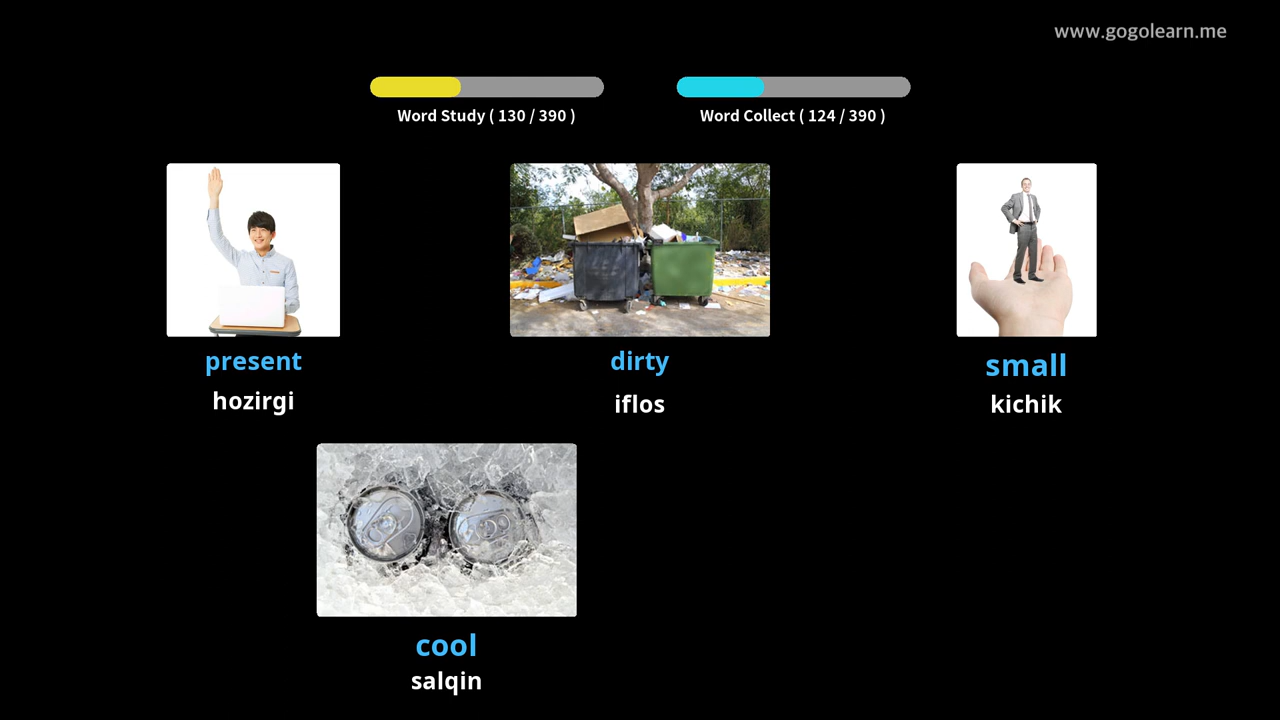 www.gogolearn.me
Word Study ( 130 / 390 )
Word Collect ( 124 / 390 )
present
hozirgi
dirty
iflos
small
kichik
cool
salqin